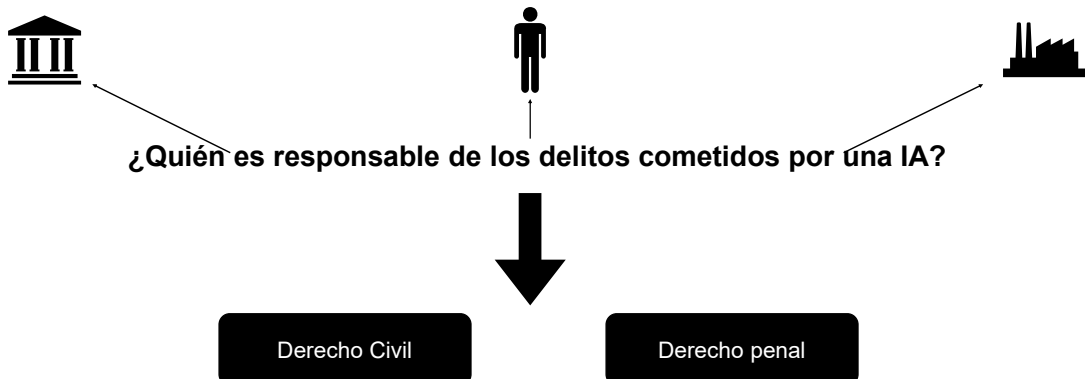 ¿Quién es responsable de los delitos cometidos por una IA?
Derecho Civil
Derecho penal